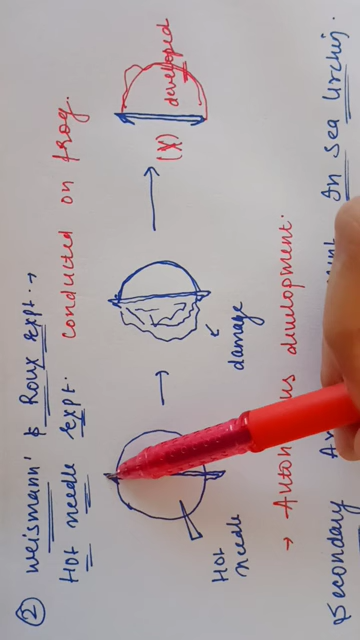 ② Weismann & Roux expt. →
Hot needle expt. conducted on frog.
→
→
Hot
needle
damage
(X)
developed
development.
Secondary
In Sea Urchin